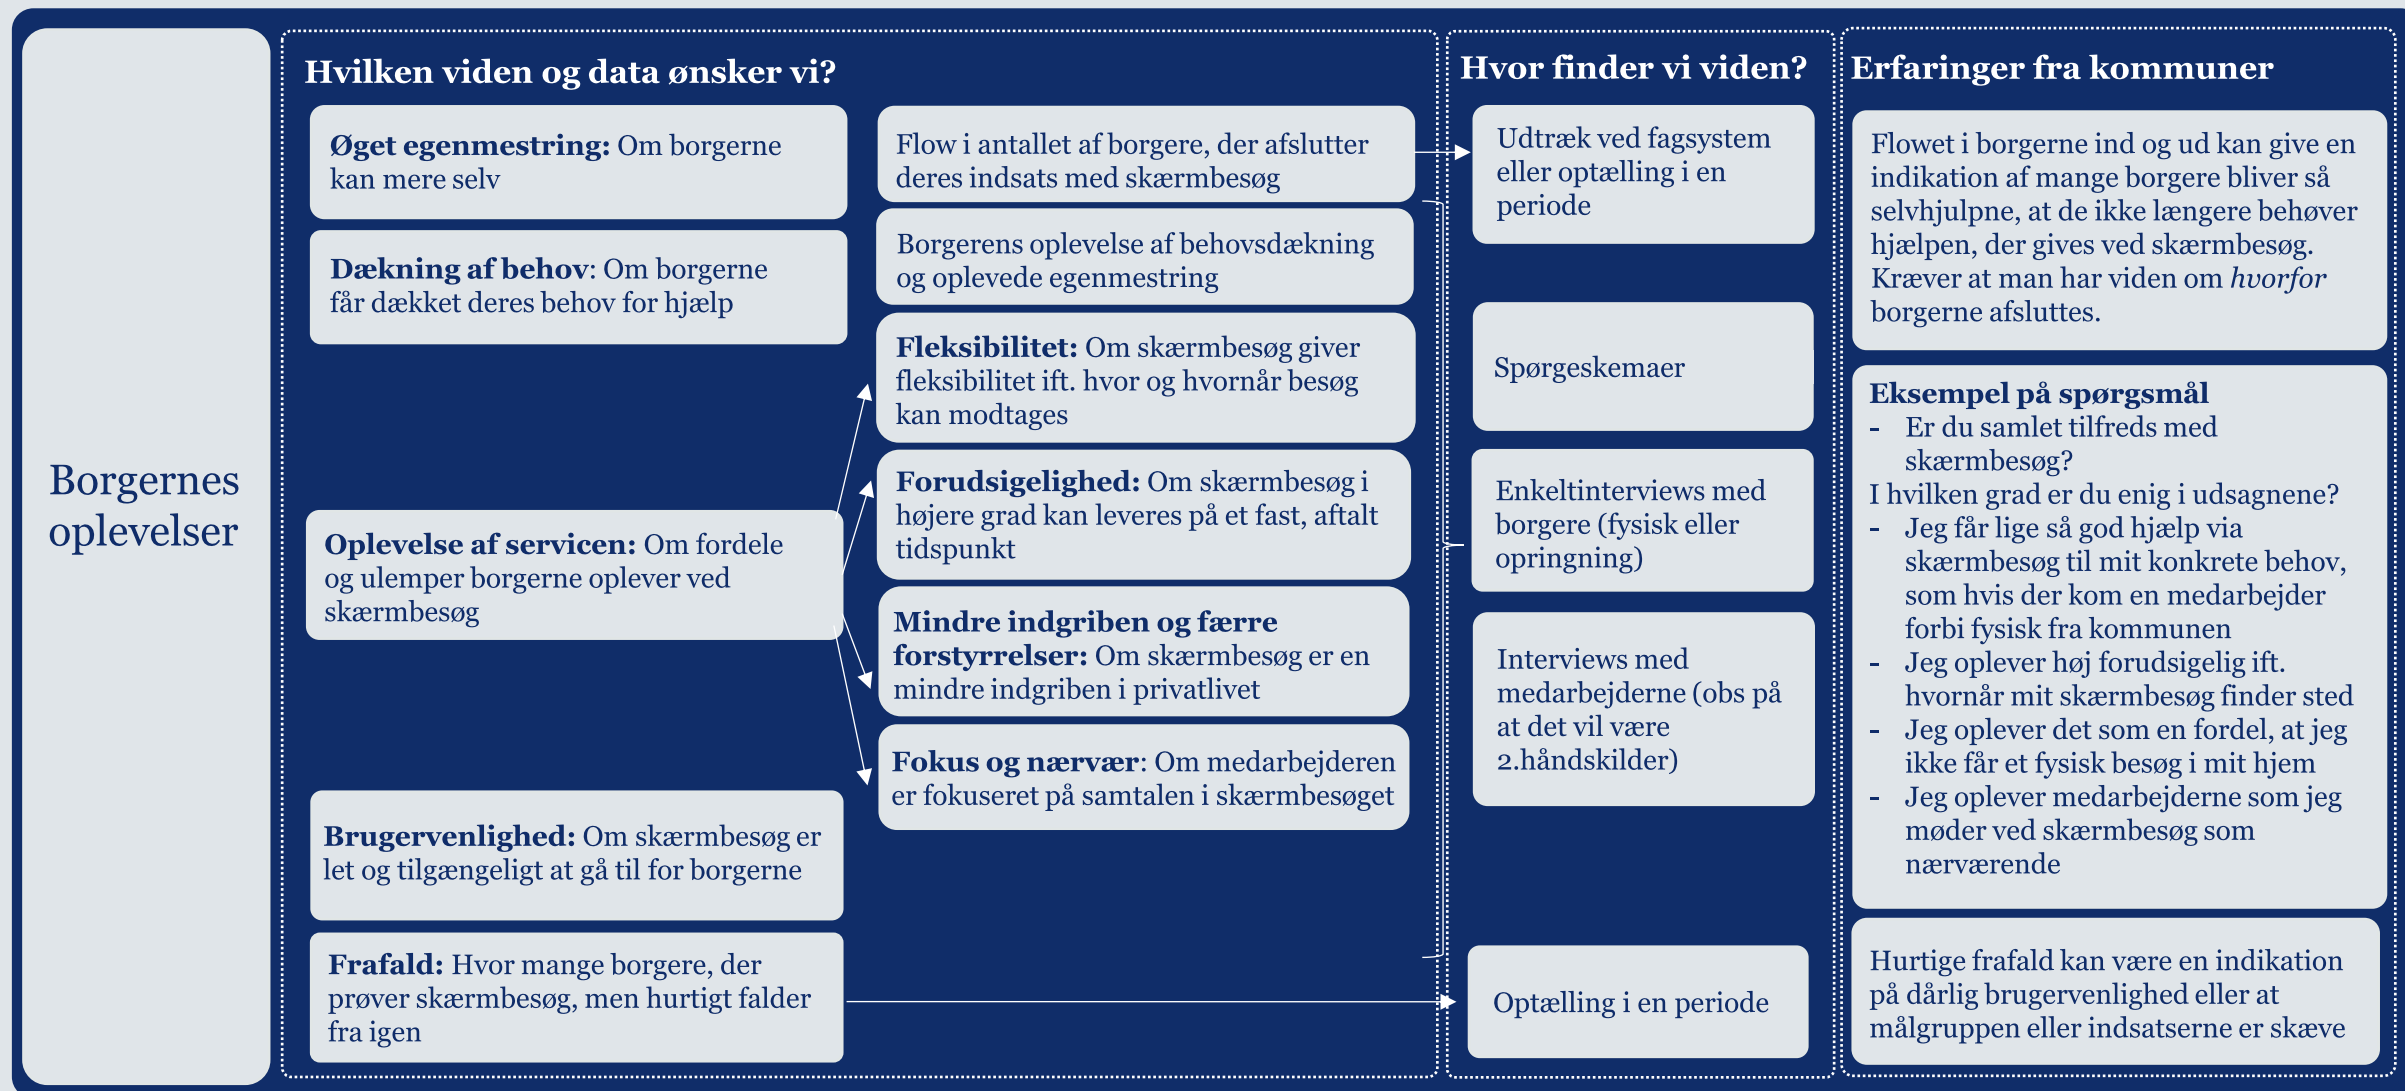 Borgernes
oplevelser
Hvilken viden og data ønsker vi?
Øget egenmestring: Om borgerne
kan mere selv
Dækning af behov: Om borgerne
får dækket deres behov for hjælp
Oplevelse af servicen: Om fordele
og ulemper borgerne oplever ved
skærmbesøg
Brugervenlighed: Om skærmbesøg er
let og tilgængeligt at gå til for borgerne
Frafald: Hvor mange borgere, der
prøver skærmbesøg, men hurtigt falder
fra igen
Flow i antallet af borgere, der afslutter
deres indsats med skærmbesøg
Borgerens oplevelse af behovsdækning
og oplevede egenmestring
Fleksibilitet: Om skærmbesøg giver
fleksibilitet ift. hvor og hvornår besøg
kan modtages
Forudsigelighed: Om skærmbesøg i
højere grad kan leveres på et fast, aftalt
tidspunkt
Mindre indgriben og færre
forstyrrelser: Om skærmbesøg er en
mindre indgriben i privatlivet
Fokus og nærvær: Om medarbejderen
er fokuseret på samtalen i skærmbesøget
Hvor finder vi viden?
Udtræk ved fagsystem
eller optælling i en
periode
Spørgeskemaer
Enkeltinterviews med
borgere (fysisk eller
opringning)
Interviews med
medarbejderne (obs på
at det vil være
2.håndskilder)
Optælling i en periode
Erfaringer fra kommuner
Flowet i borgerne ind og ud kan give en
indikation af mange borgere bliver så
selvhjulpne, at de ikke længere behøver
hjælpen, der gives ved skærmbesøg.
Kræver at man har viden om hvorfor
borgerne afsluttes.
Eksempel på spørgsmål
- Er du samlet tilfreds med
skærmbesøg?
I hvilken grad er du enig i udsagnene?
- Jeg får lige så god hjælp via
skærmbesøg til mit konkrete behov,
som hvis der kom en medarbejder
forbi fysisk fra kommunen
- Jeg oplever høj forudsigelig ift.
hvornår mit skærmbesøg finder sted
- Jeg oplever det som en fordel, at jeg
ikke får et fysisk besøg i mit hjem
- Jeg oplever medarbejderne som jeg
møder ved skærmbesøg som
nærværende
Hurtige frafald kan være en indikation
på dårlig brugervenlighed eller at
målgruppen eller indsatserne er skæve